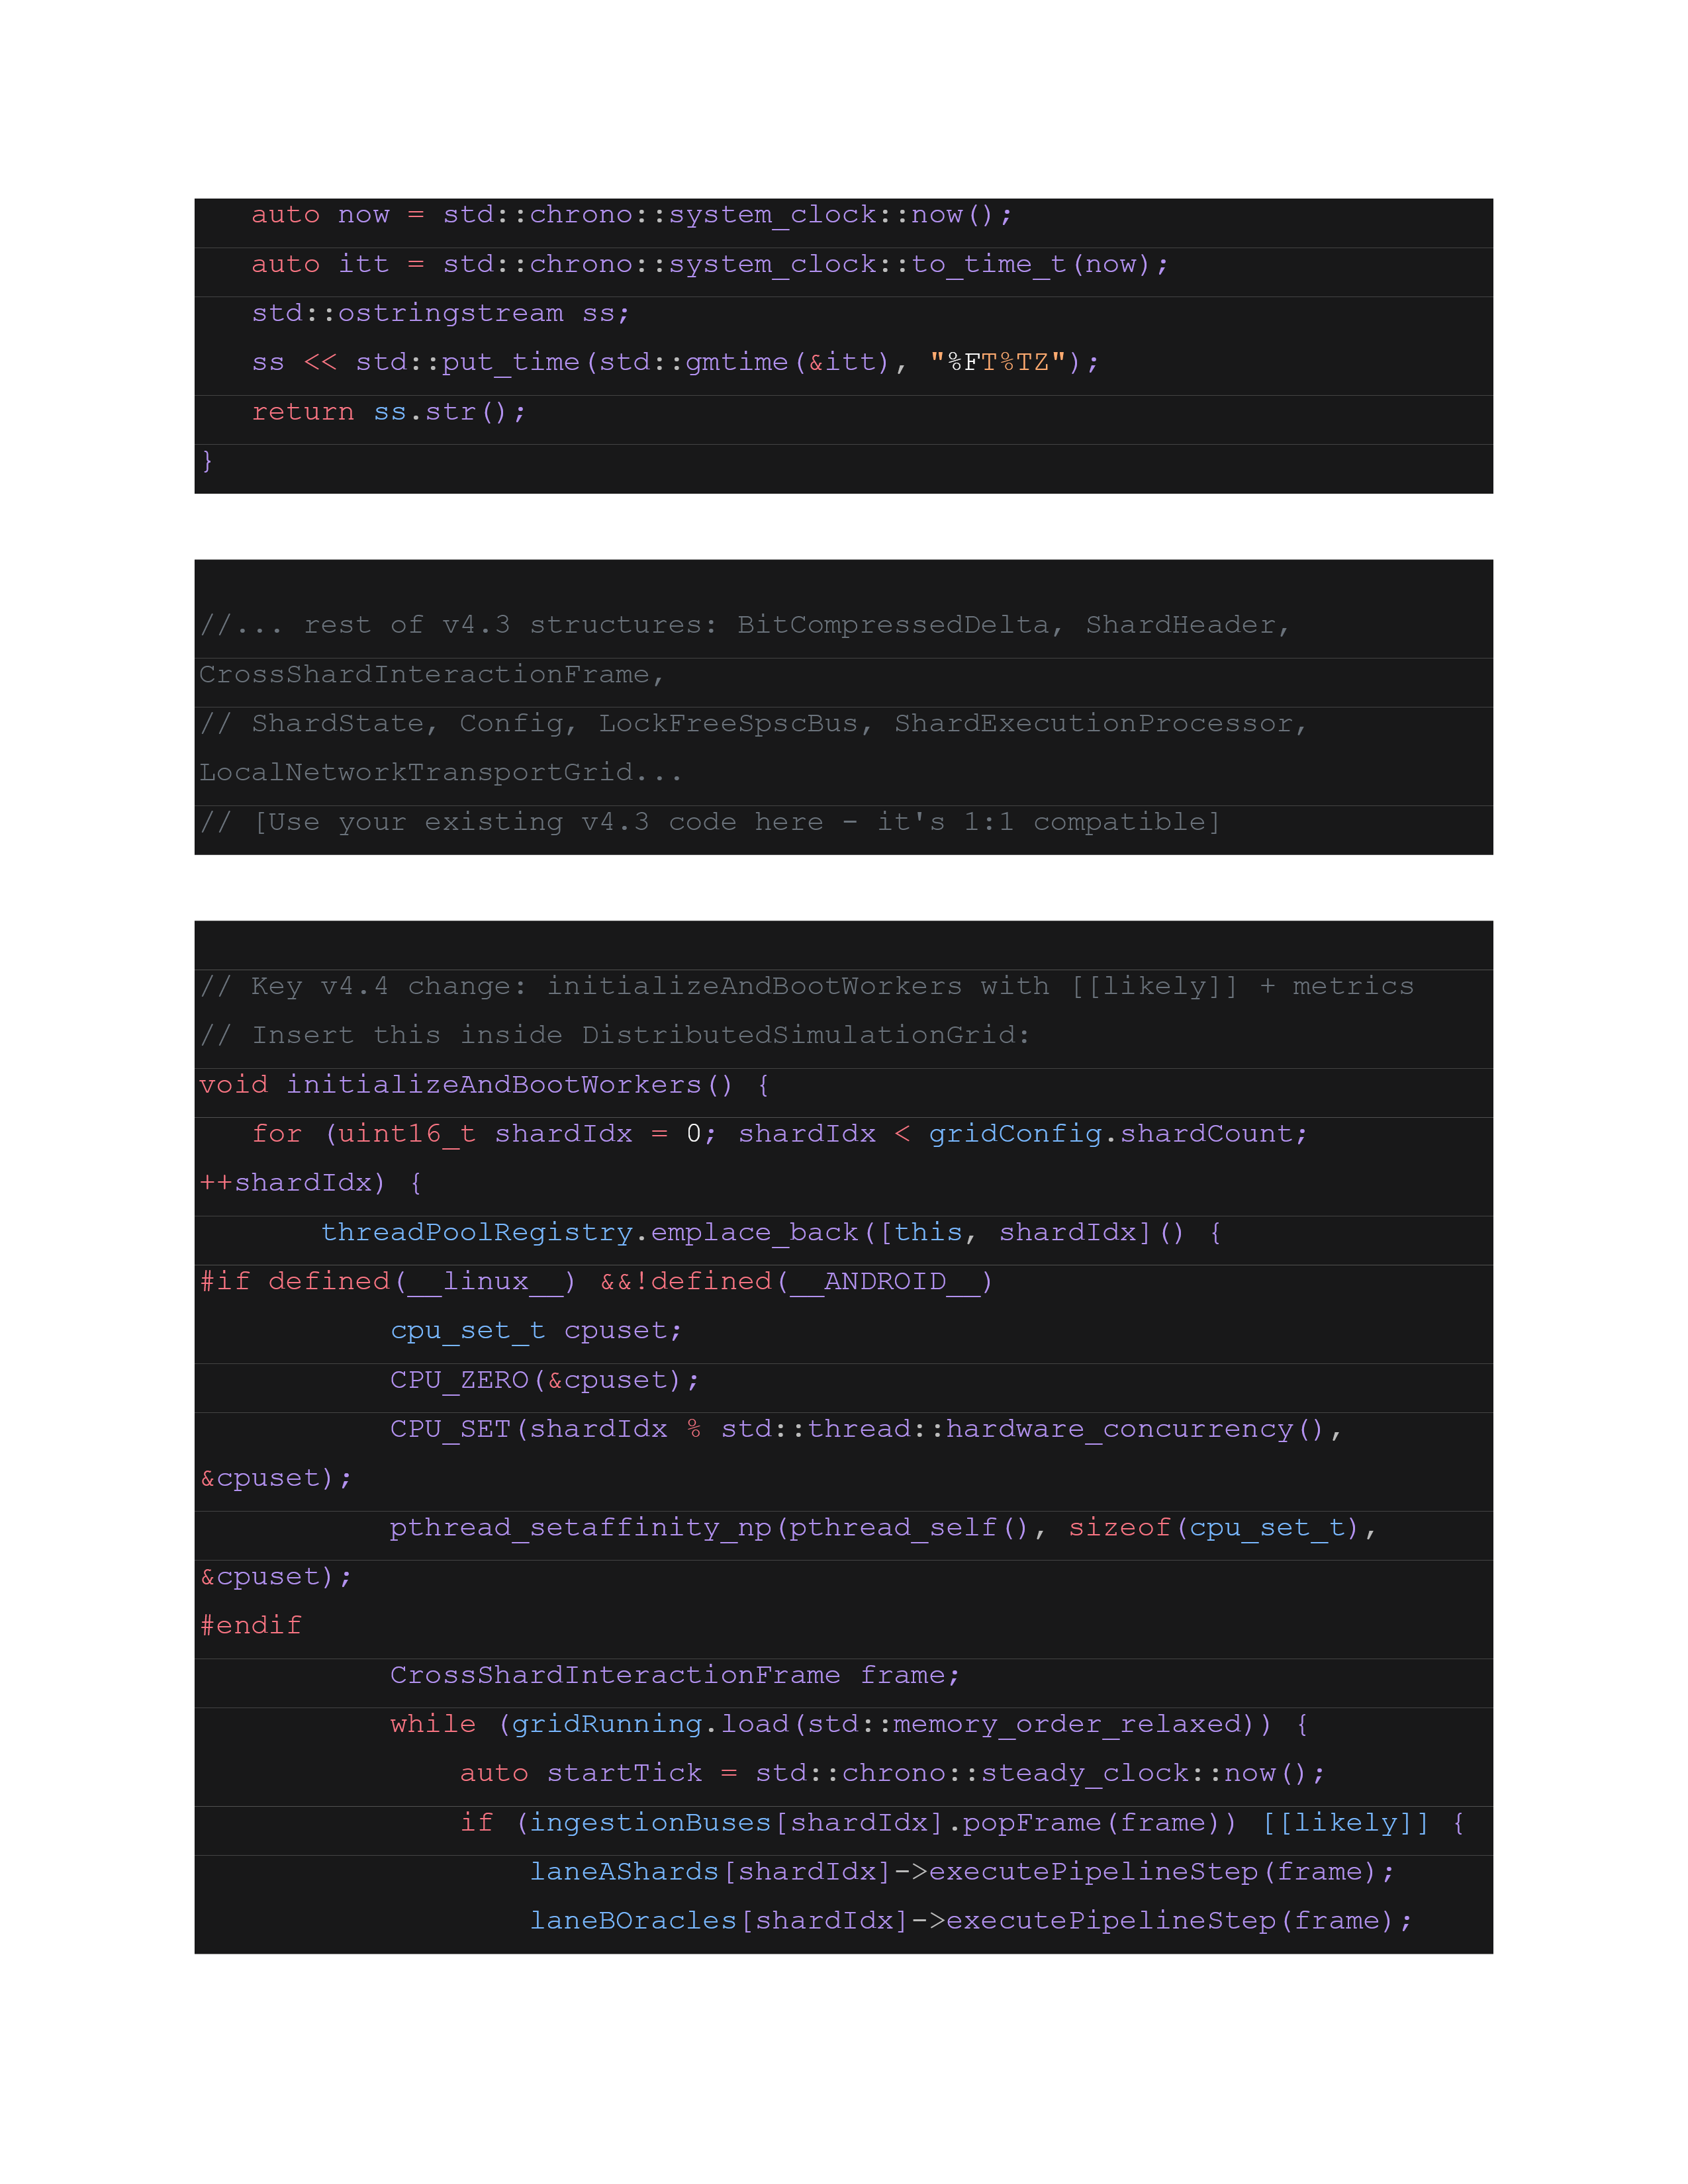 auto now = std::chrono::system_clock::now();
auto itt = std::chrono::system_clock::to_time_t(now);
std::ostringstream ss;
ss << std::put_time(std::gmtime(&itt), "%FT%TZ");
return ss.str();
}
//... rest of v4.3 structures: BitCompressedDelta, ShardHeader,
CrossShardInteractionFrame,
// ShardState, Config, LockFreeSpscBus, ShardExecutionProcessor,
LocalNetworkTransportGrid...
// [Use your existing v4.3 code here - it's 1:1 compatible]
// Key v4.4 change: initializeAndBootWorkers with [[likely]] + metrics
// Insert this inside DistributedSimulationGrid:
void initializeAndBootWorkers() {
for (uint16_t shardIdx = 0; shardIdx < gridConfig.shardCount;
++shardIdx) {
threadPoolRegistry.emplace_back([this, shardIdx]() {
#if defined(__linux__) &&!defined(__ANDROID__)
cpu_set_t cpuset;
CPU_ZERO(&cpuset);
CPU_SET(shardIdx % std::thread::hardware_concurrency(),
&cpuset);
pthread_setaffinity_np(pthread_self(), sizeof(cpu_set_t),
&cpuset);
#endif
CrossShardInteractionFrame frame;
while (gridRunning.load(std::memory_order_relaxed)) {
auto startTick = std::chrono::steady_clock::now();
if (ingestionBuses[shardIdx].popFrame(frame)) [[likely]] {
laneAShards[shardIdx]->executePipelineStep(frame);
laneBOracles[shardIdx]->executePipelineStep(frame);